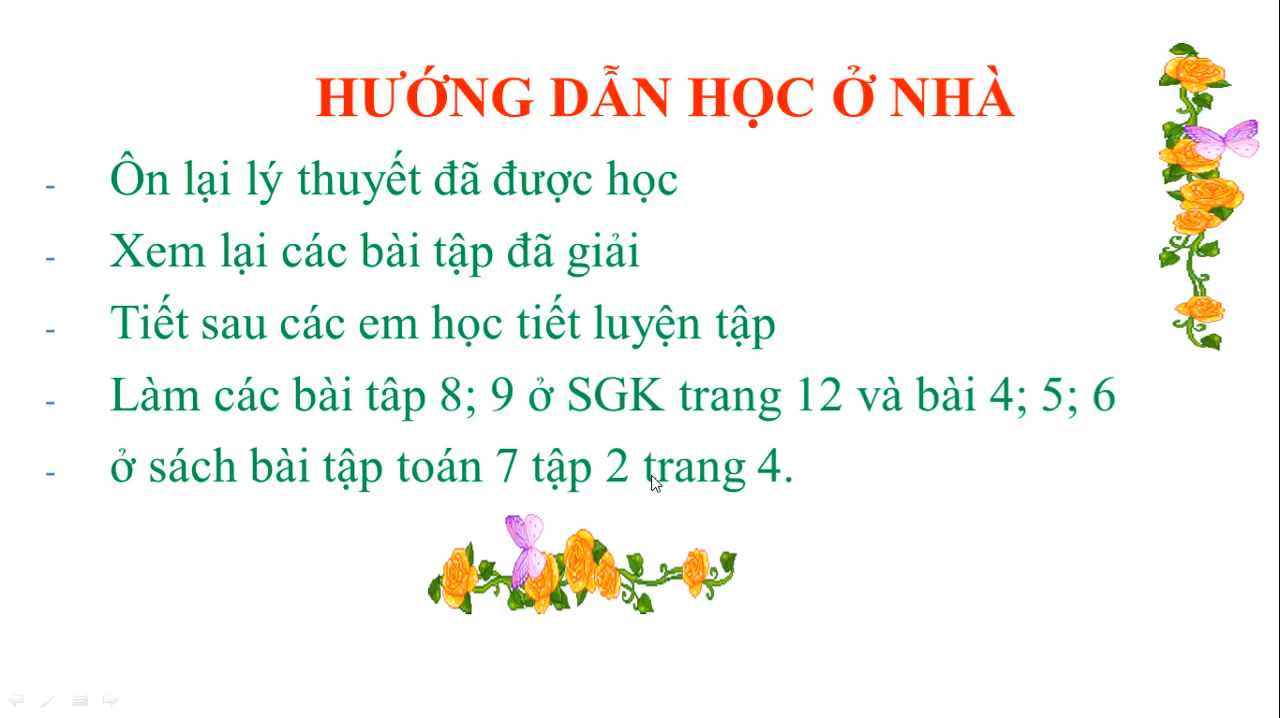 HƯỚNG DẪN HỌC Ở NHÀ
- Ôn lại lý thuyết đã được học
- Xem lại các bài tập đã giải
- Tiết sau các em học tiết luyện tập
- Làm các bài tâp 8; 9 ở SGK trang 12 và bài 4; 5; 6
- ở sách bài tập toán 7 tập 2 trang 4.